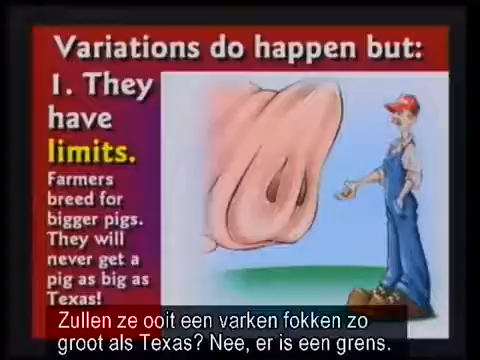 Variations do happen but:
1. They
have
limits.
Farmers
breed for
bigger pigs.
They will
never get a
pig as big as
Texas!
Zullen ze ooit een varken fokken zo
groot als Texas? Nee, er is een grens.